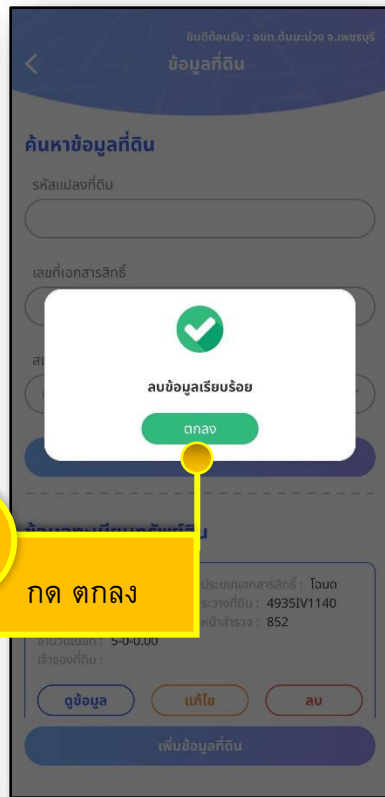 ยินดีต้อนรับ : อบต.ต้นมะม่วง จ.เพชรบุรี
ข้อมูลที่ดิน
ค้นหาข้อมูลที่ดิน
รหัสแปลงที่ดิน
เลขที่เอกสารสิทธิ์
ลบข้อมูลเรียบร้อย
ตกลง
กด ตกลง
ประเภทเอกสารสิทธิ์ : โฉนด
ระวางที่ดิน : 4935IV1140
หน้าสำรวจ : 852
จำนวนเนื้อที่ : 5-0-0.00
เจ้าของที่ดิน :
ดูข้อมูล แก้ไข ลบ
เพิ่มข้อมูลที่ดิน